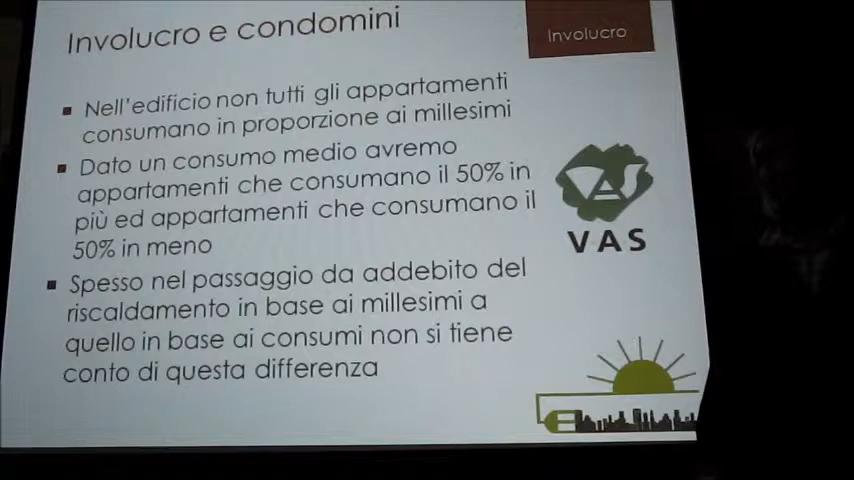 Involucro e condomini
Involucro
▪ Nell'edificio non tutti gli appartamenti
consumano in proporzione ai millesimi
▪ Dato un consumo medio avremo
appartamenti che consumano il 50% in
più ed appartamenti che consumano il
50% in meno
▪ Spesso nel passaggio da addebito del
riscaldamento in base ai millesimi a
quello in base ai consumi non si tiene
conto di questa differenza
VAS
VAS